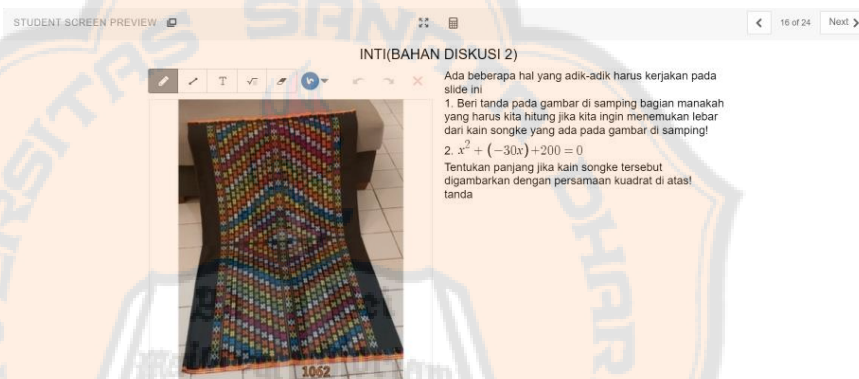 STUDENT SCREEN PREVIEW
16 of 24
Next
INTI(BAHAN DISKUSI 2)
Ada beberapa hal yang adik-adik harus kerjakan pada
slide ini
1. Beri tanda pada gambar di samping bagian manakah
yang harus kita hitung jika kita ingin menemukan lebar
dari kain songke yang ada pada gambar di samping!
2. x² + (−30x)+200 = 0
Tentukan panjang jika kain songke tersebut
digambarkan dengan persamaan kuadrat di atas!
tanda
T
1062